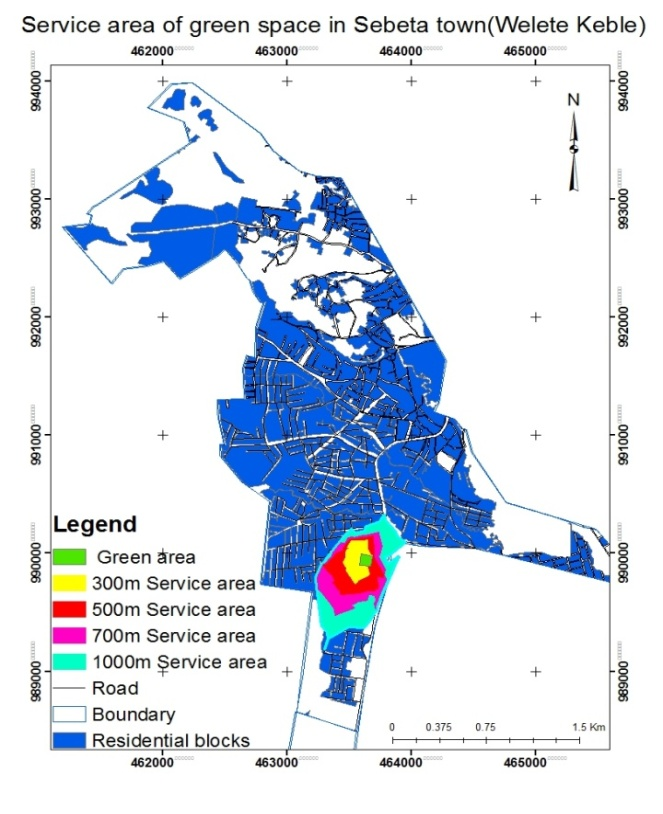 Service area of green space in Sebeta town(Welete Keble)
462000 463000 464000 465000
994000 994000
N
993000 993000
992000 992000
991000 991000
990000 990000
989000 989000
Legend
Green area
300m Service area
500m Service area
700m Service area
1000m Service area
Road
Boundary
Residential blocks
0 0.375 0.75 1.5 Km
462000 463000 464000 465000